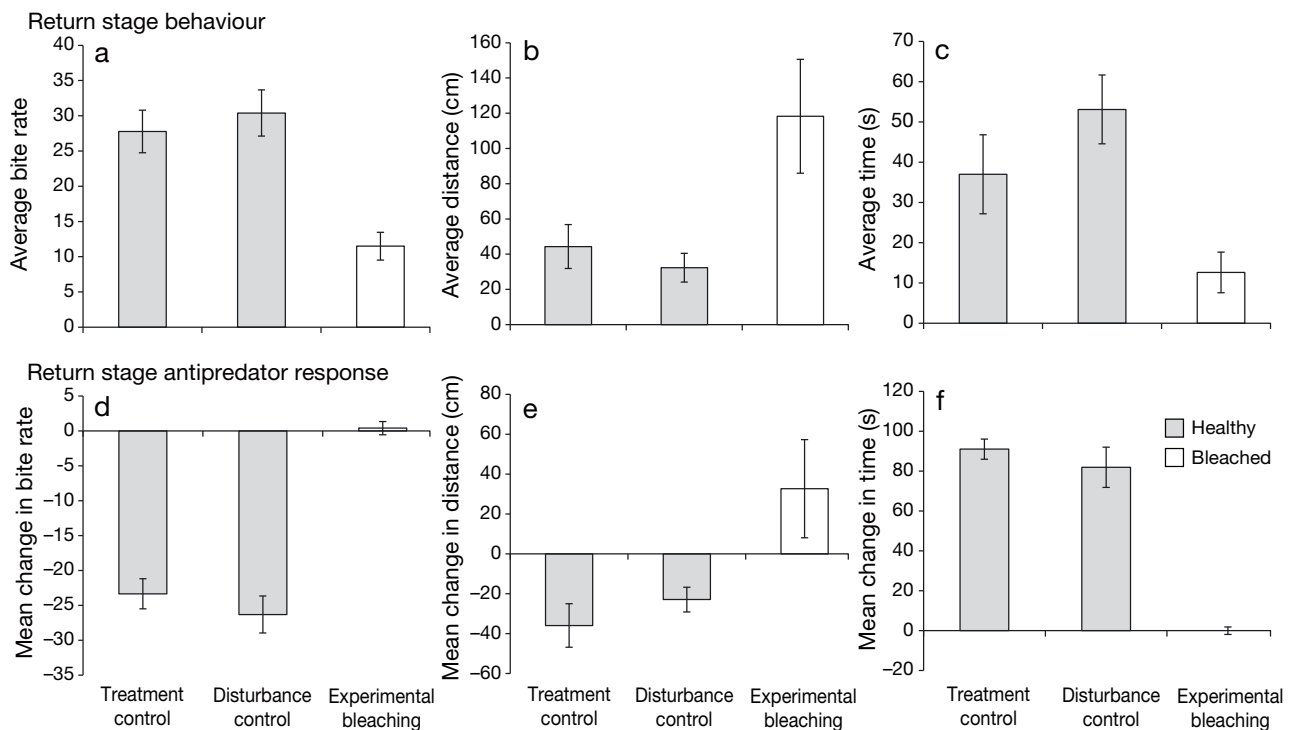 Return stage behaviour
a
Average bite rate
40
35
30
25
20
15
10
5
0
b
Average distance (cm)
160
140
120
100
80
60
40
20
0
c
Average time (s)
70
60
50
40
30
20
10
0
Return stage antipredator response
d
Mean change in bite rate
5
0
-5
-10
-15
-20
-25
-30
-35
Treatment
control
Disturbance
control
Experimental
bleaching
e
Mean change in distance (cm)
80
60
40
20
0
−20
−40
−60
Treatment
control
Disturbance
control
Experimental
bleaching
f
Mean change in time (s)
120
100
80
60
40
20
0
−20
Healthy
Bleached
Treatment
control
Disturbance
control
Experimental
bleaching